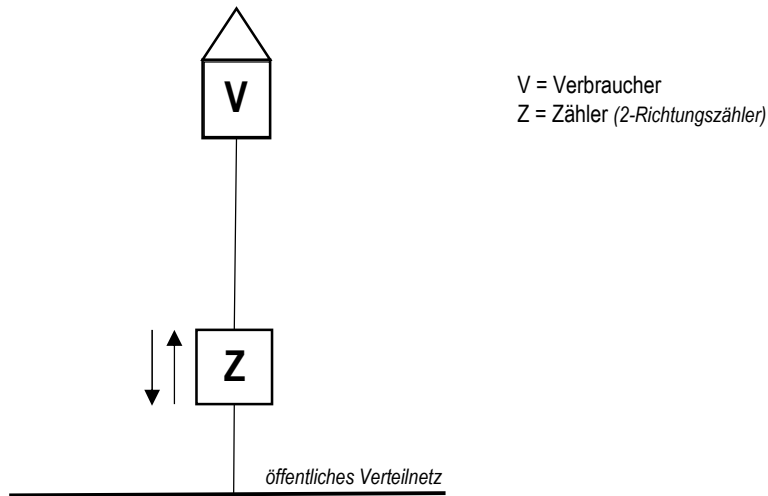 V
V = Verbraucher
Z = Zähler (2-Richtungszähler)
Z
öffentliches Verteilnetz